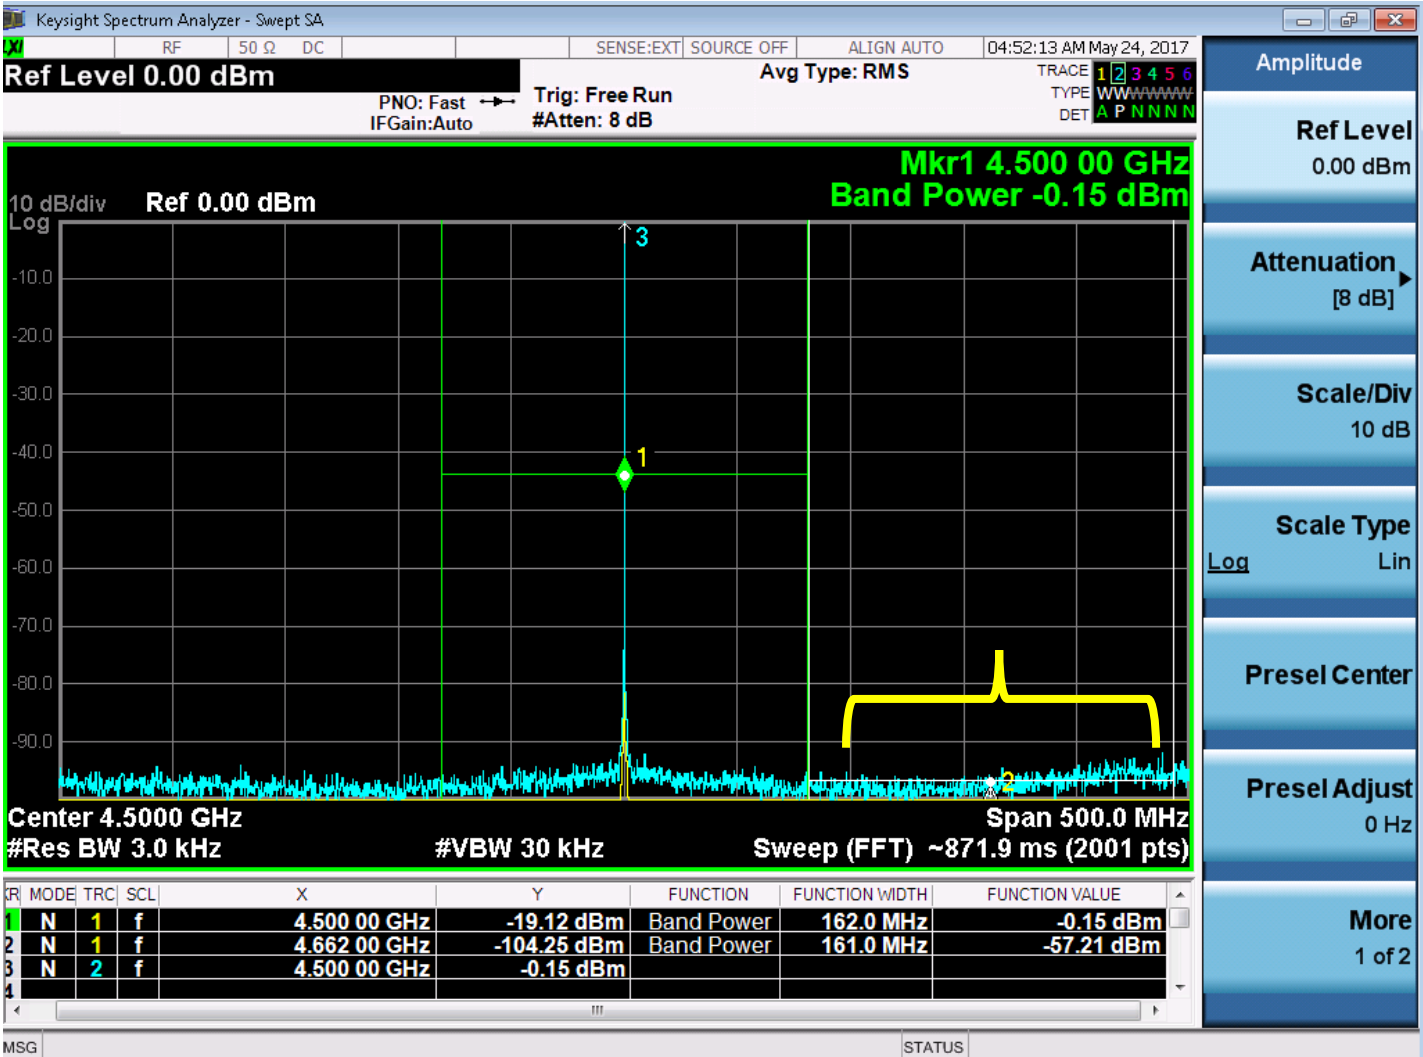 Keysight Spectrum Analyzer - Swept SA
LXI RF 50 Ω DC SENSE:EXT SOURCE OFF ALIGN AUTO 04:52:13 AM May 24, 2017
Ref Level 0.00 dBm
PNO: Fast
IFGain:Auto
Trig: Free Run
#Atten: 8 dB
Avg Type: RMS
TRACE 1 2 3 4 5 6
TYPE WWWWWW
DET A P N N N N
Mkr1 4.500 00 GHz
Band Power -0.15 dBm
10 dB/div Ref 0.00 dBm
Log
3
-10.0
-20.0
-30.0
-40.0
1
-50.0
-60.0
-70.0
-80.0
-90.0
2
Center 4.5000 GHz Span 500.0 MHz
#Res BW 3.0 kHz #VBW 30 kHz Sweep (FFT) ~871.9 ms (2001 pts)
KR MODE TRC SCL X Y FUNCTION FUNCTION WIDTH FUNCTION VALUE
1 N 1 f 4.500 00 GHz -19.12 dBm Band Power 162.0 MHz -0.15 dBm
2 N 1 f 4.662 00 GHz -104.25 dBm Band Power 161.0 MHz -57.21 dBm
3 N 2 f 4.500 00 GHz -0.15 dBm
4
MSG STATUS
Amplitude
Ref Level
0.00 dBm
Attenuation
[8 dB]
Scale/Div
10 dB
Scale Type
Log Lin
Presel Center
Presel Adjust
0 Hz
More
1 of 2